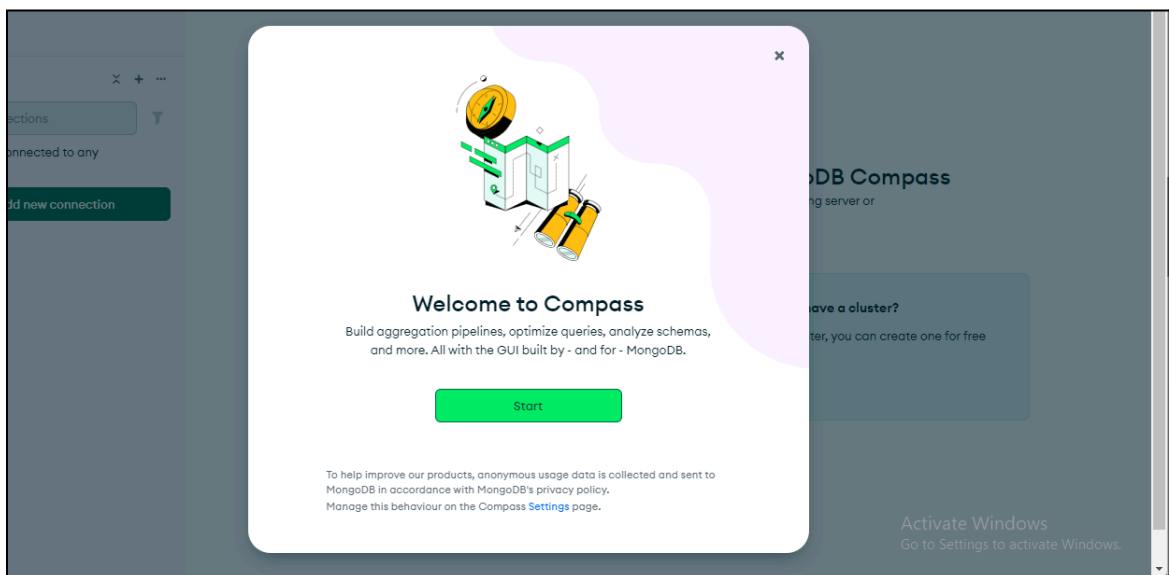 Welcome to Compass
Build aggregation pipelines, optimize queries, analyze schemas,
and more. All with the GUI built by - and for - MongoDB.
Start
To help improve our products, anonymous usage data is collected and sent to
MongoDB in accordance with MongoDB's privacy policy.
Manage this behaviour on the Compass Settings page.
ections
onnected to any
dd new connection
oDB Compass
ng server or
ave a cluster?
ter, you can create one for free
Activate Windows
Go to Settings to activate Windows.